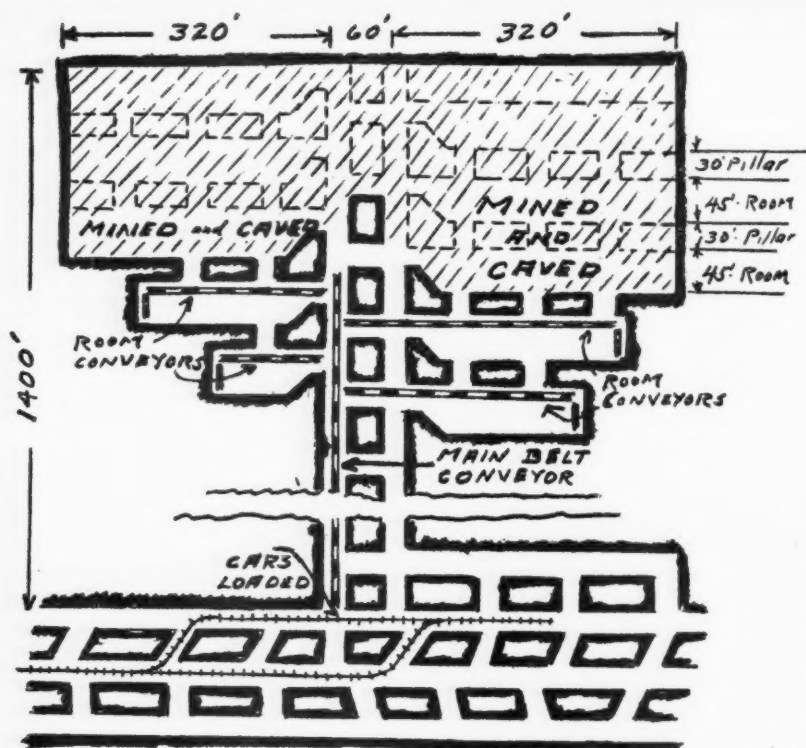 320'
60'
320'
30' Pillar
45' Room
30' Pillar
45' Room
MINED and CAVED
MINED
AND
CAVED
1400'
ROOM
CONVEYORS
ROOM
CONVEYORS
MAIN BELT
CONVEYOR
CARS
LOADED